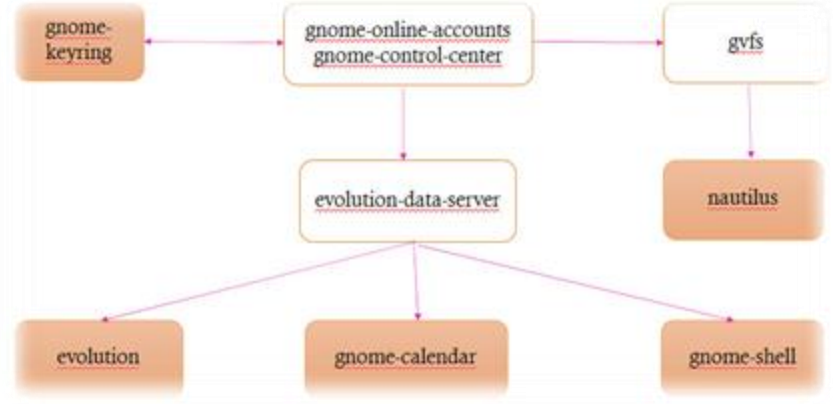 gnome-
keyring
gnome-online-accounts
gnome-control-center
gvfs
evolution-data-server
nautilus
evolution
gnome-calendar
gnome-shell